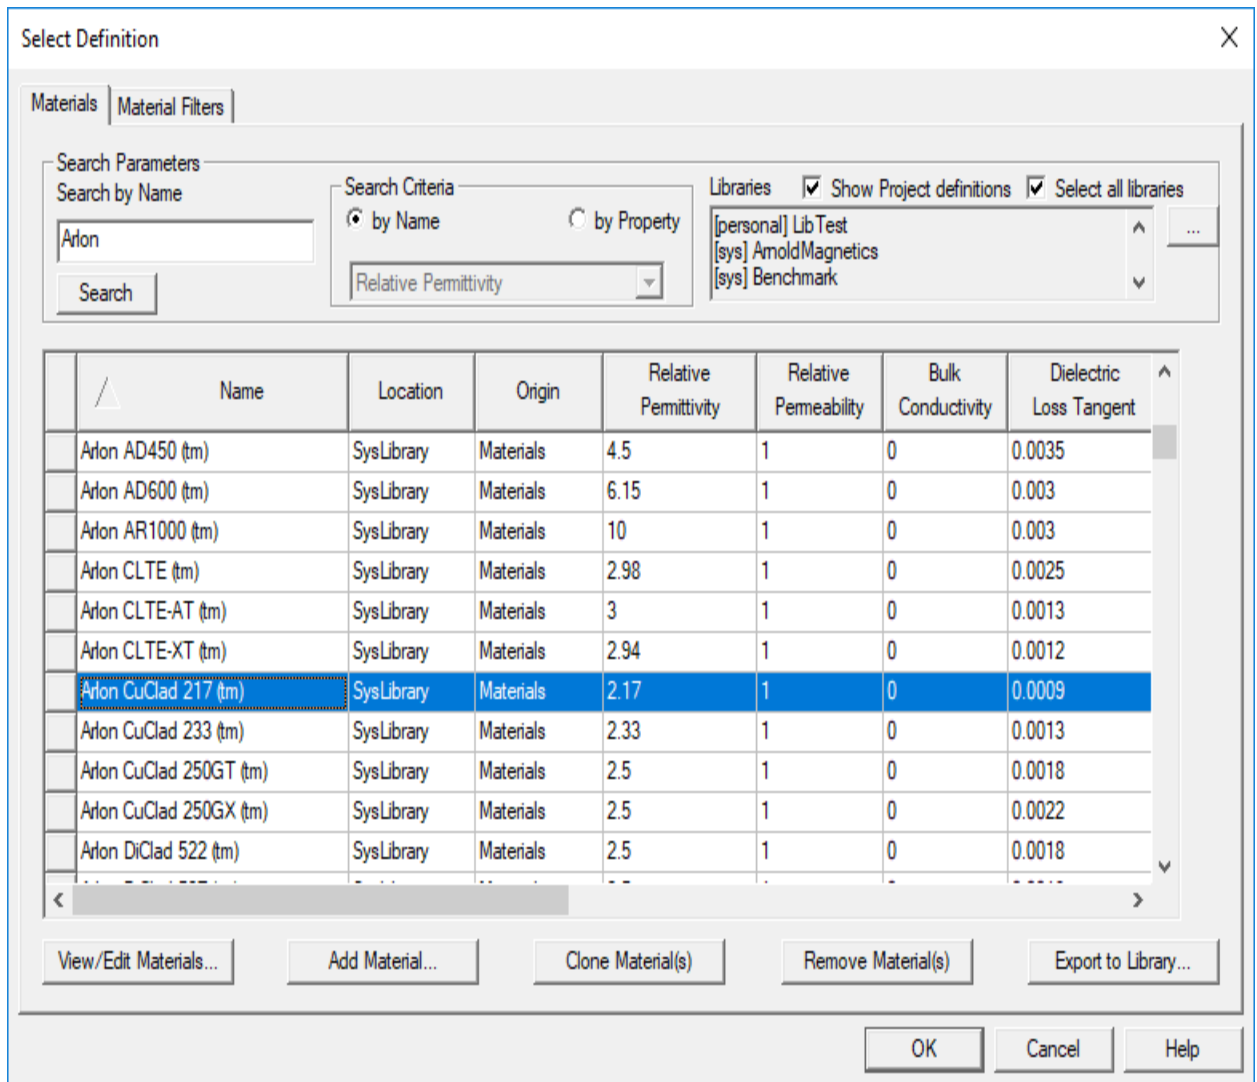 Select Definition
Materials Material Filters
Search Parameters
Search by Name Search Criteria Libraries Show Project definitions Select all libraries
Arlon by Name by Property [personal] LibTest ...
[sys] ArnoldMagnetics
Search Relative Permittivity [sys] Benchmark
Name Location Origin Relative Permittivity Relative Permeability Bulk Conductivity Dielectric Loss Tangent
Arlon AD450 (tm) SysLibrary Materials 4.5 1 0 0.0035
Arlon AD600 (tm) SysLibrary Materials 6.15 1 0 0.003
Arlon AR1000 (tm) SysLibrary Materials 10 1 0 0.003
Arlon CLTE (tm) SysLibrary Materials 2.98 1 0 0.0025
Arlon CLTE-AT (tm) SysLibrary Materials 3 1 0 0.0013
Arlon CLTE-XT (tm) SysLibrary Materials 2.94 1 0 0.0012
Arlon CuClad 217 (tm) SysLibrary Materials 2.17 1 0 0.0009
Arlon CuClad 233 (tm) SysLibrary Materials 2.33 1 0 0.0013
Arlon CuClad 250GT (tm) SysLibrary Materials 2.5 1 0 0.0018
Arlon CuClad 250GX (tm) SysLibrary Materials 2.5 1 0 0.0022
Arlon DiClad 522 (tm) SysLibrary Materials 2.5 1 0 0.0018
View/Edit Materials... Add Material... Clone Material(s) Remove Material(s) Export to Library...
OK Cancel Help